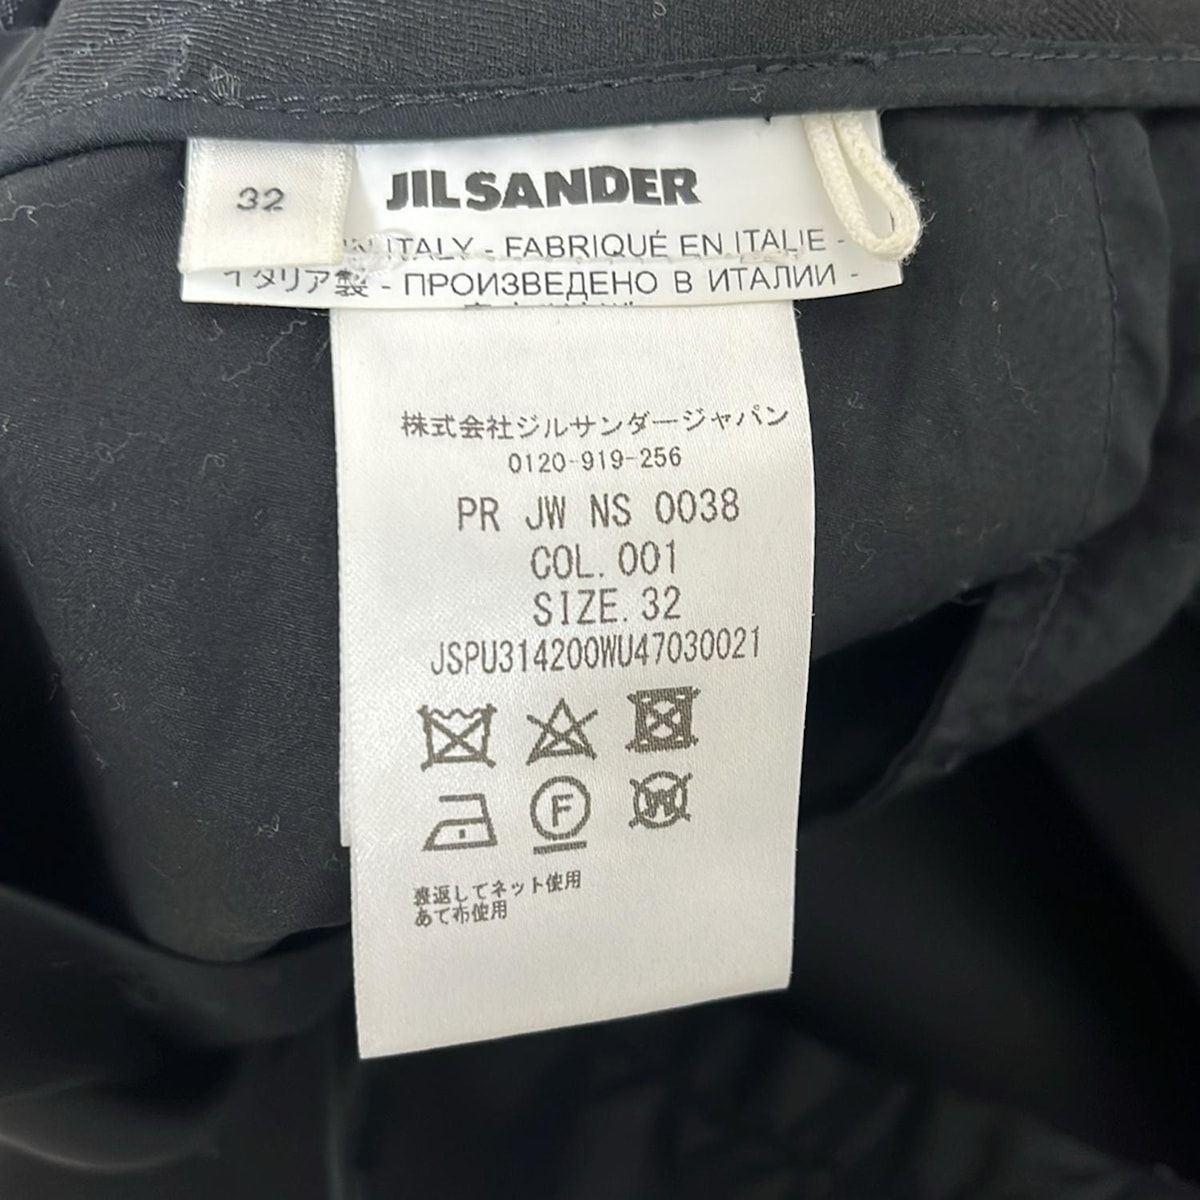 32
JIL SANDER
IN ITALY - FABRIQUÉ EN ITALIE -
イタリア製 - ПРОИЗВЕДЕНО В ИТАЛИИ -
株式会社ジルサンダージャパン
0120-919-256
PR JW NS 0038
COL. 001
SIZE. 32
JSPU314200WU47030021
F
W
裏返してネット使用
あて布使用